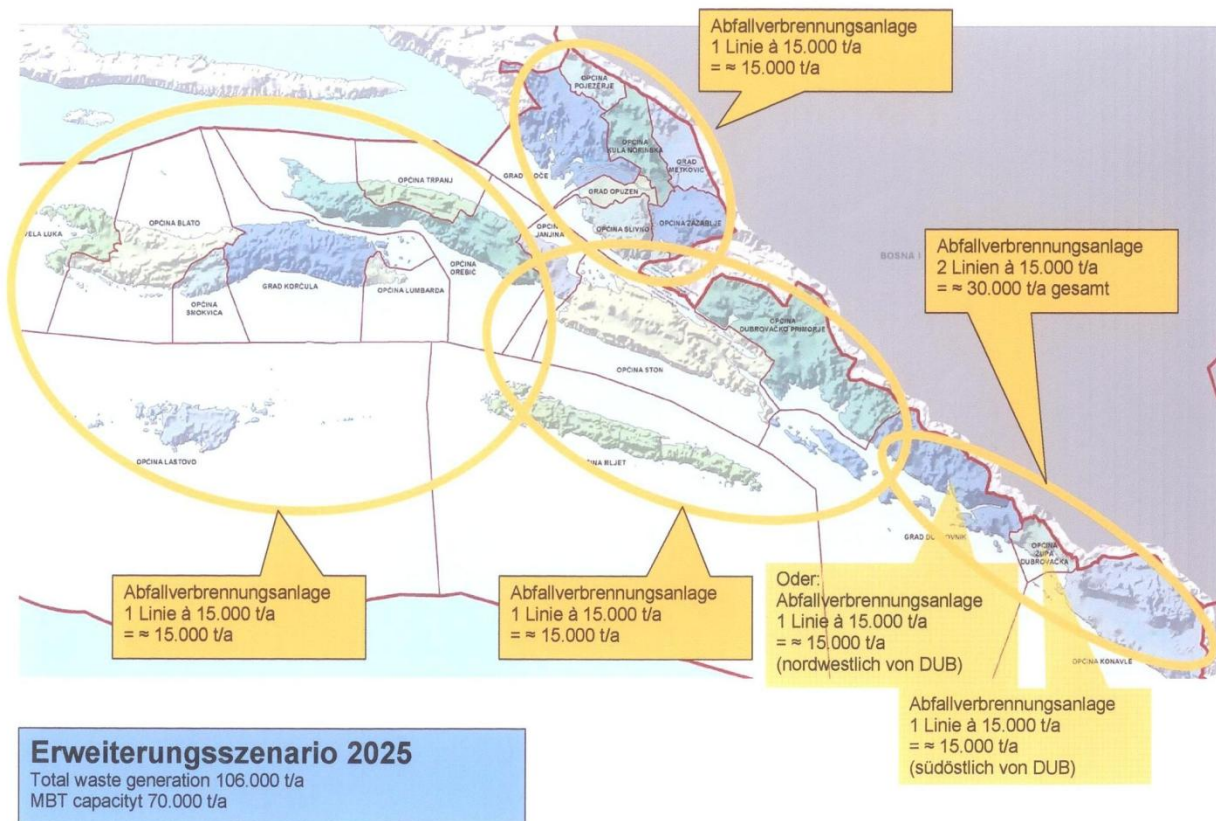 Abfallverbrennungsanlage
1 Linie à 15.000 t/a
= ≈ 15.000 t/a
OPĆINA
POJEZERJE
OPĆINA
KULA NORINSKA
GRAD
METKOVIĆ
GRAD OPUZEN
OPĆINA SLIVNO
OPĆINA ZAŽABLJE
OPĆINA TRPANJ
OPĆINA
JANJINA
OPĆINA BLATO
VELA LUKA
OPĆINA
OREBIĆ
GRAD KORČULA
OPĆINA LUMBARDA
OPĆINA
SMOKVICA
Abfallverbrennungsanlage
2 Linien à 15.000 t/a
= ≈ 30.000 t/a gesamt
BOSNA I
OPĆINA
DUBROVAČKO PRIMORJE
OPĆINA STON
OPĆINA LASTOVO
GRAD
OPĆINA
ŽUPA
DUBROVAČKA
OPĆINA KONAVLE
Abfallverbrennungsanlage
1 Linie à 15.000 t/a
= ≈ 15.000 t/a
Abfallverbrennungsanlage
1 Linie à 15.000 t/a
= ≈ 15.000 t/a
Oder:
Abfallverbrennungsanlage
1 Linie à 15.000 t/a
= ≈ 15.000 t/a
(nordwestlich von DUB)
Abfallverbrennungsanlage
1 Linie à 15.000 t/a
= ≈ 15.000 t/a
(südöstlich von DUB)
Erweiterungsszenario 2025
Total waste generation 106.000 t/a
MBT capacityt 70.000 t/a